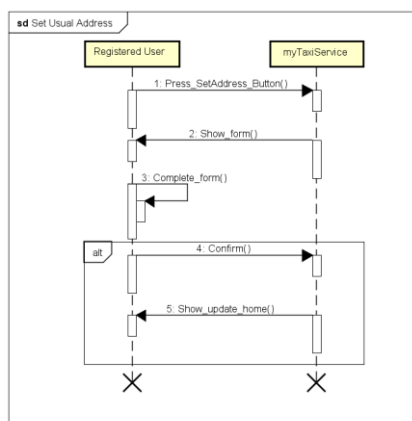 sd Set Usual Address
Registered User
myTaxiService
1: Press_SetAddress_Button()
2: Show_form()
3: Complete_form()
alt
4: Confirm()
5: Show_update_home()